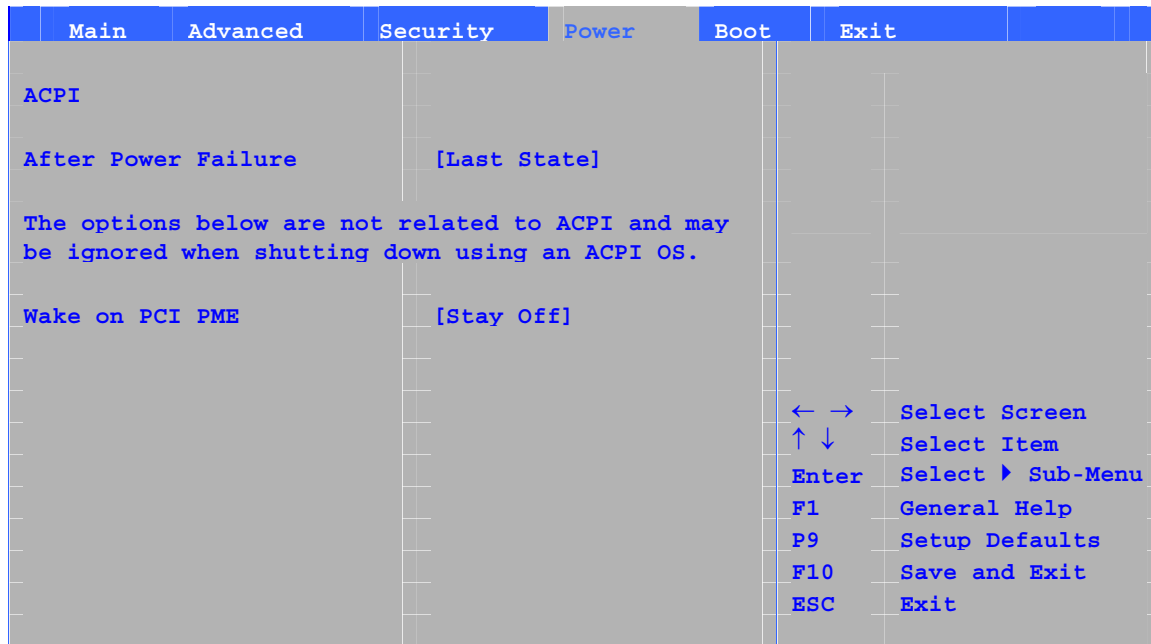 Main Advanced Security Power Boot Exit
ACPI
After Power Failure [Last State]
The options below are not related to ACPI and may
be ignored when shutting down using an ACPI OS.
Wake on PCI PME [Stay Off]
← → Select Screen
↑ ↓ Select Item
Enter Select ▶ Sub-Menu
F1 General Help
P9 Setup Defaults
F10 Save and Exit
ESC Exit